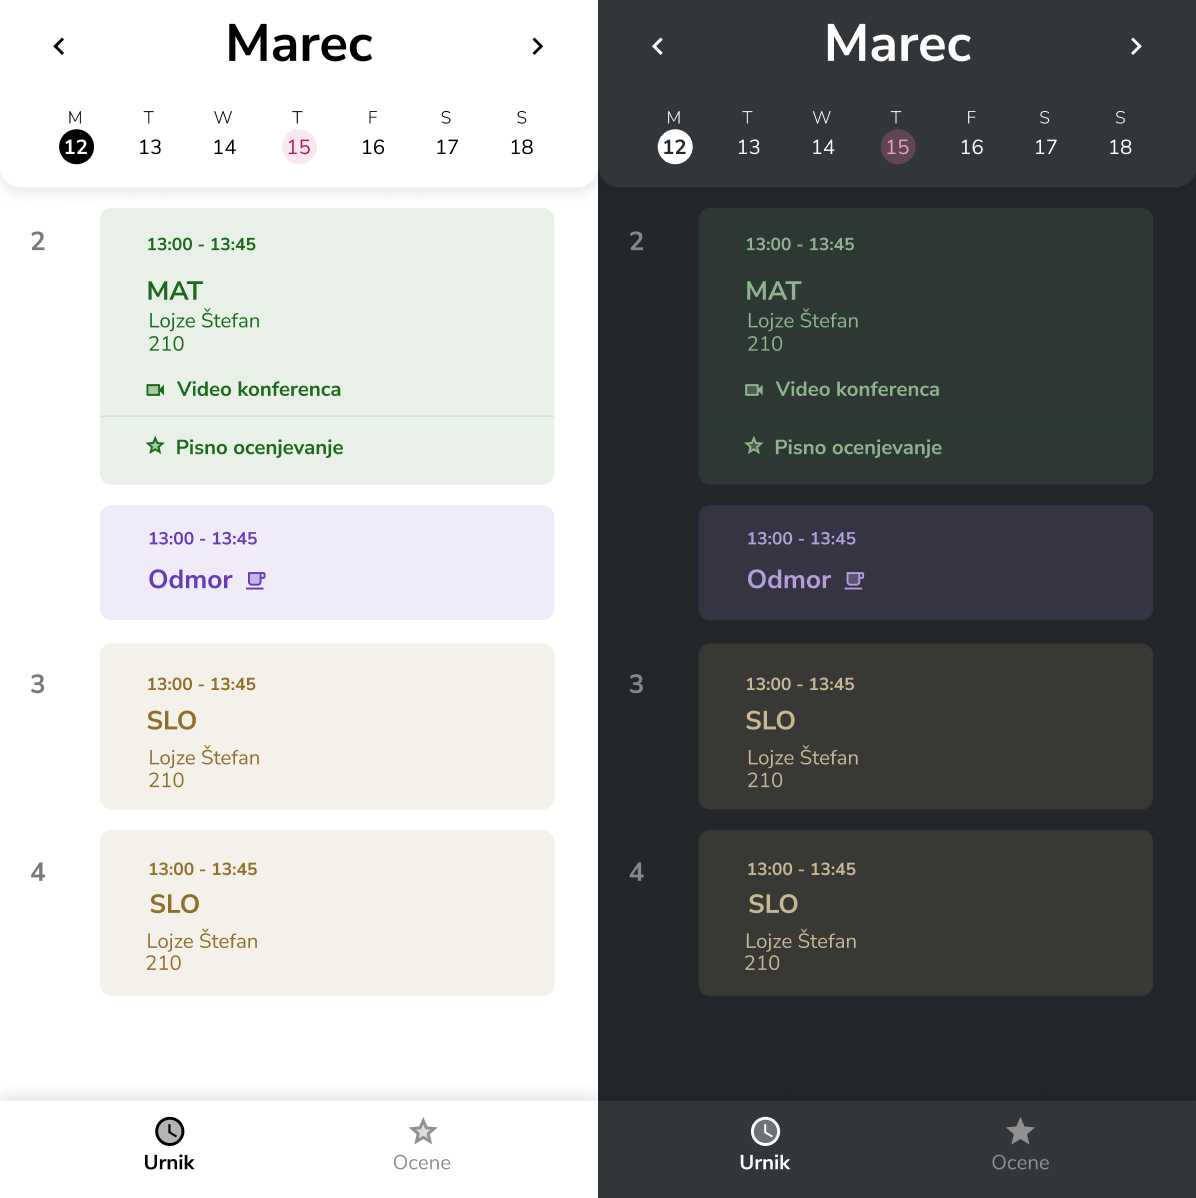 Marec
M T W T F S S
12 13 14 15 16 17 18
2
13:00 - 13:45
MAT
Lojze Štefan
210
Video konferenca
Pisno ocenjevanje
13:00 - 13:45
Odmor
3
13:00 - 13:45
SLO
Lojze Štefan
210
4
13:00 - 13:45
SLO
Lojze Štefan
210
Urnik
Ocene
Marec
M T W T F S S
12 13 14 15 16 17 18
2
13:00 - 13:45
MAT
Lojze Štefan
210
Video konferenca
Pisno ocenjevanje
13:00 - 13:45
Odmor
3
13:00 - 13:45
SLO
Lojze Štefan
210
4
13:00 - 13:45
SLO
Lojze Štefan
210
Urnik
Ocene